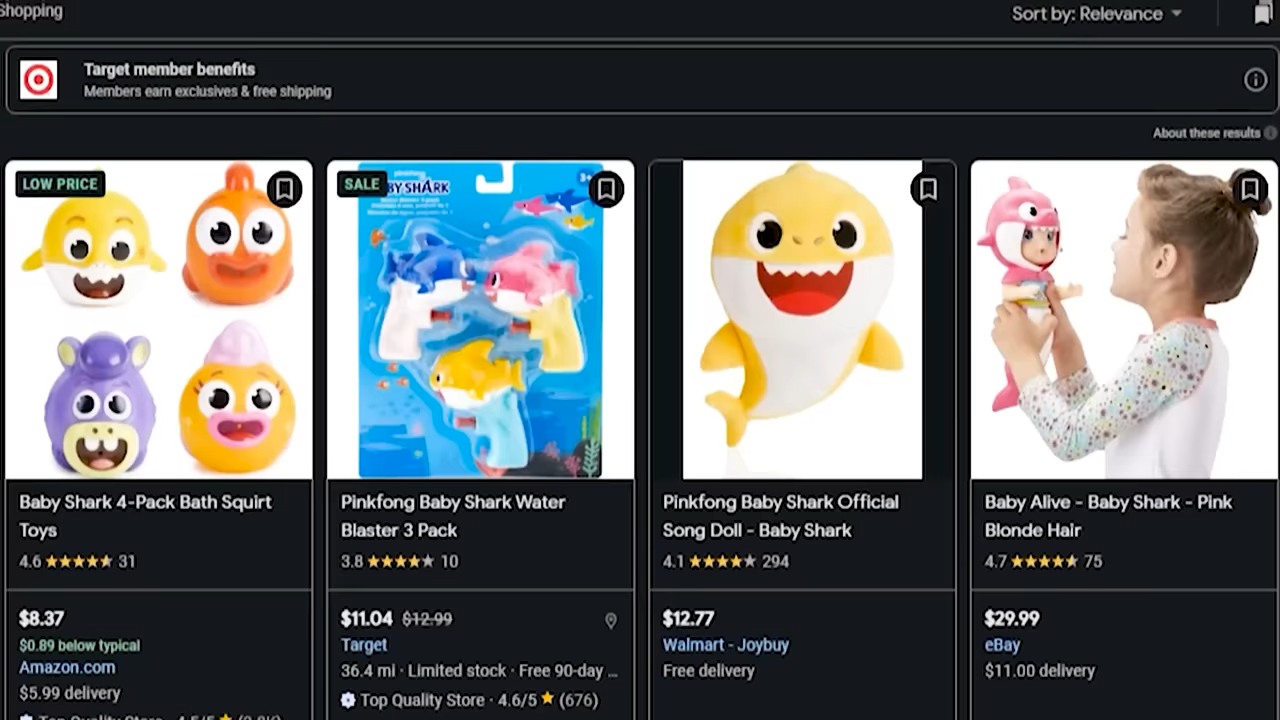 Shopping
Sort by: Relevance
Target member benefits
Members earn exclusives & free shipping
About these results
LOW PRICE
SALE
BY SHARK
3+
Baby Shark 4-Pack Bath Squirt
Toys
4.6 31
$8.37
$0.89 below typical
Amazon.com
$5.99 delivery
Pinkfong Baby Shark Water
Blaster 3 Pack
3.8 10
$11.04 $12.99
Target
36.4 mi · Limited stock · Free 90-day ...
Top Quality Store · 4.6/5 (676)
Pinkfong Baby Shark Official
Song Doll - Baby Shark
4.1 294
$12.77
Walmart - Joybuy
Free delivery
Baby Alive - Baby Shark - Pink
Blonde Hair
4.7 75
$29.99
eBay
$11.00 delivery